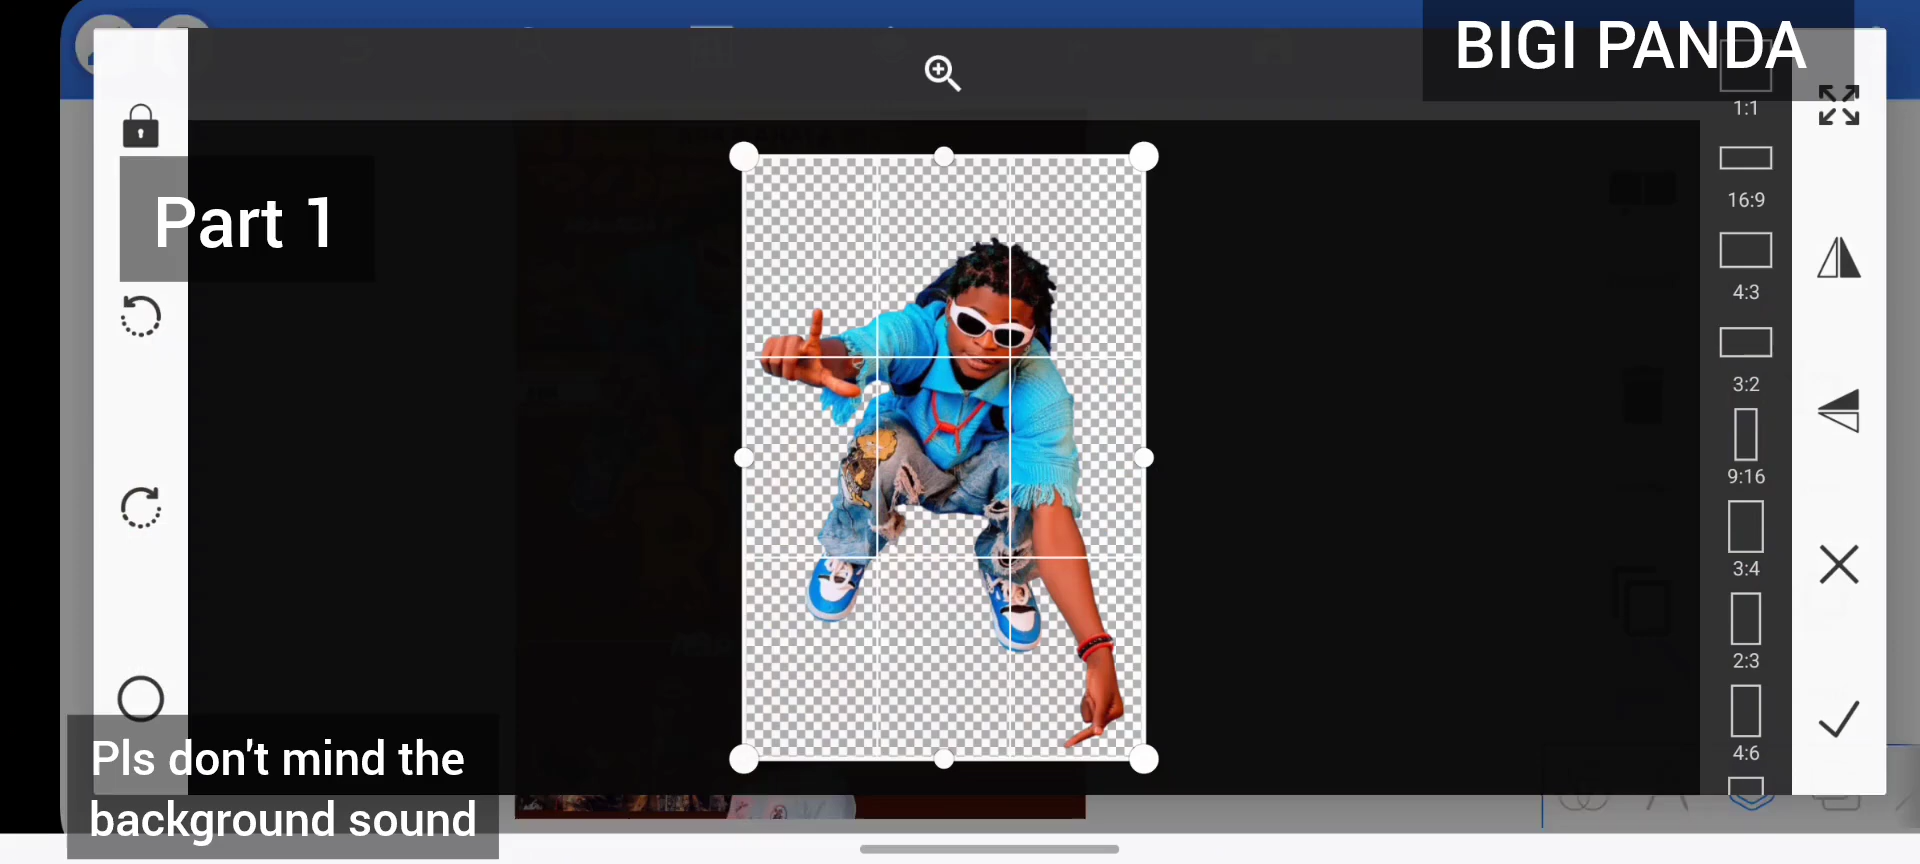 BIGI PANDA
Part 1
1:1
16:9
4:3
3:2
9:16
3:4
2:3
4:6
Pls don't mind the
background sound